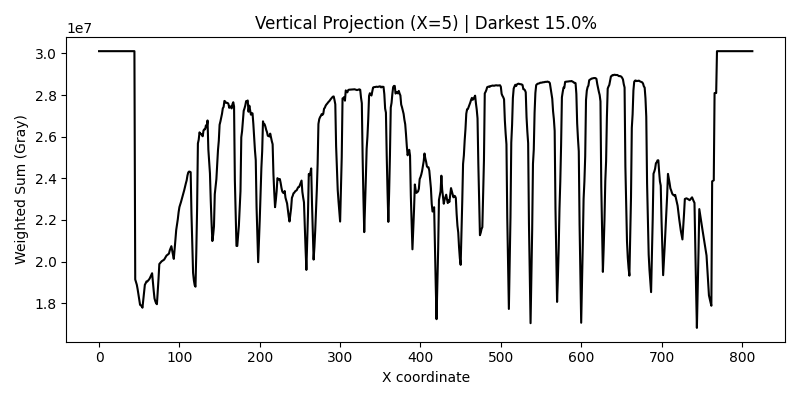 Vertical Projection (X=5) | Darkest 15.0%
1e7
3.0
2.8
2.6
2.4
2.2
2.0
1.8
Weighted Sum (Gray)
0 100 200 300 400 500 600 700 800
X coordinate